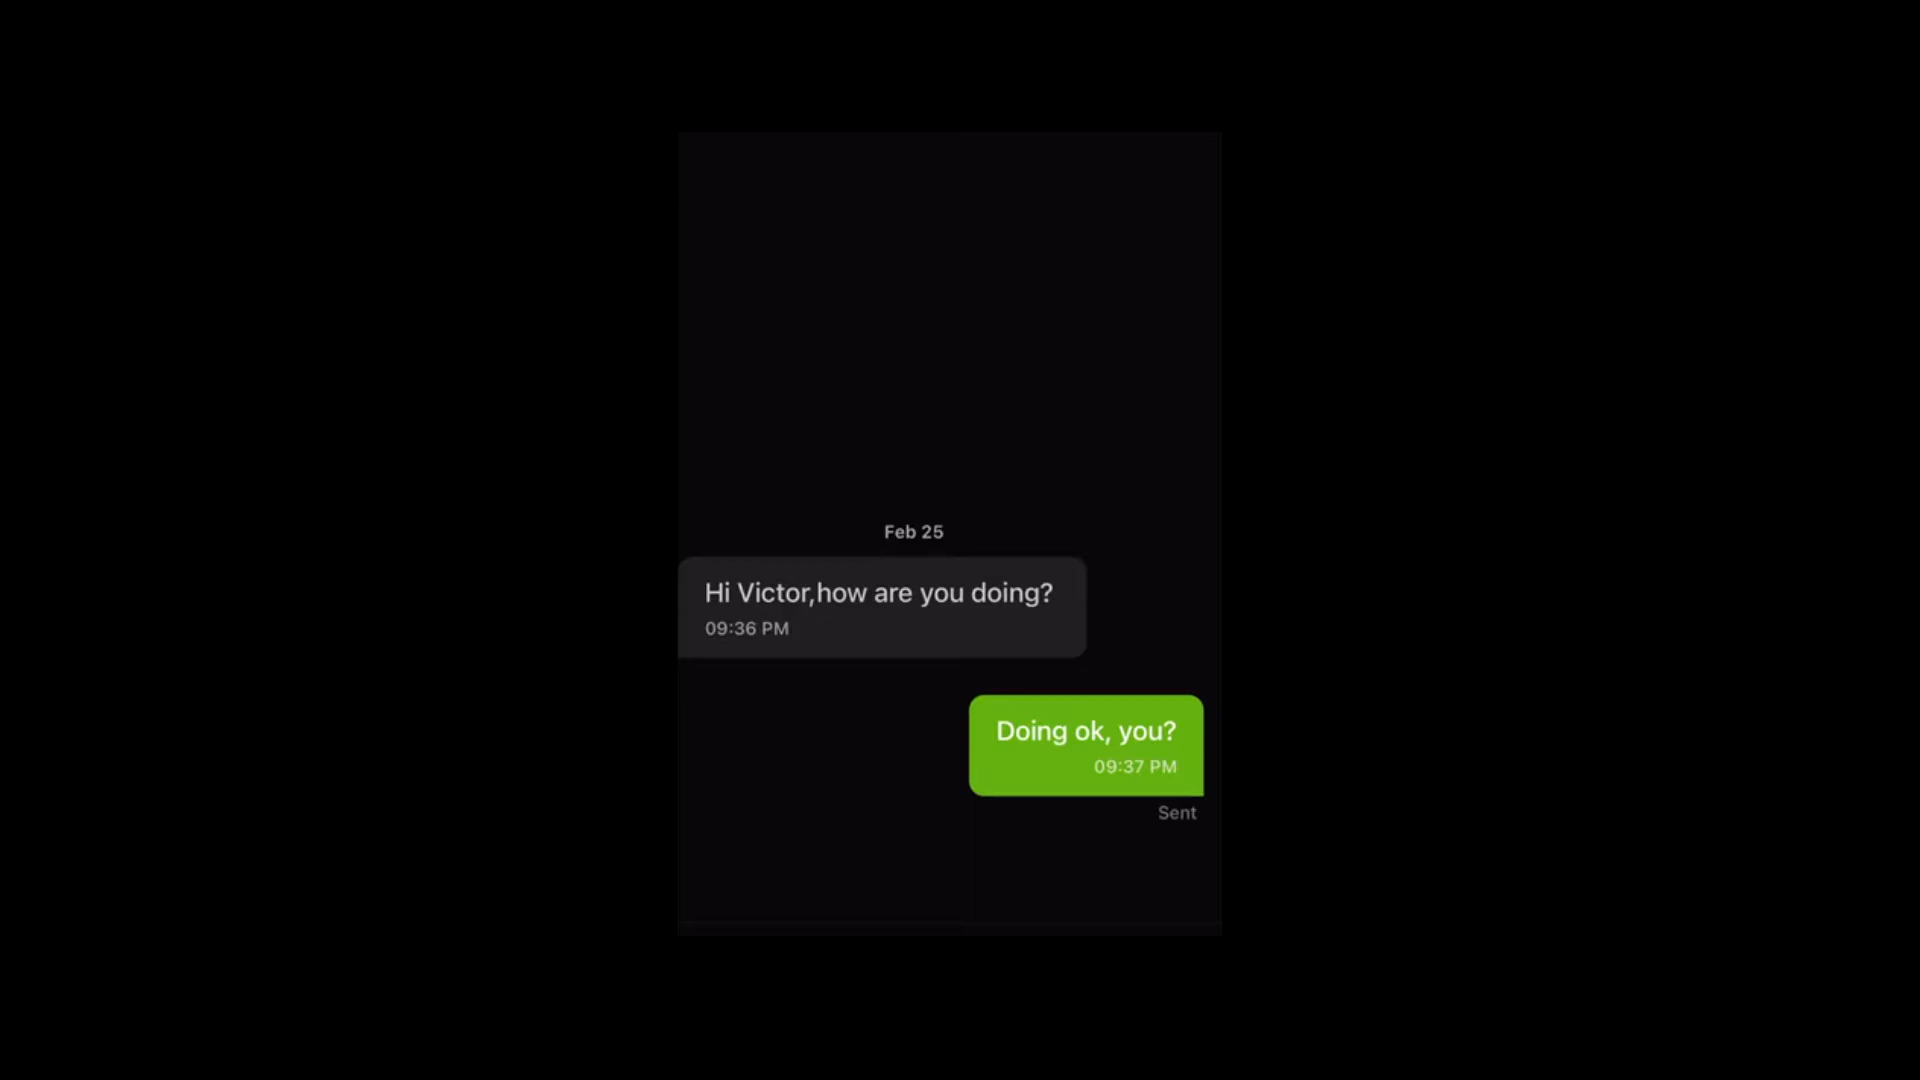 Feb 25
Hi Victor,how are you doing?
09:36 PM
Doing ok, you?
09:37 PM
Sent